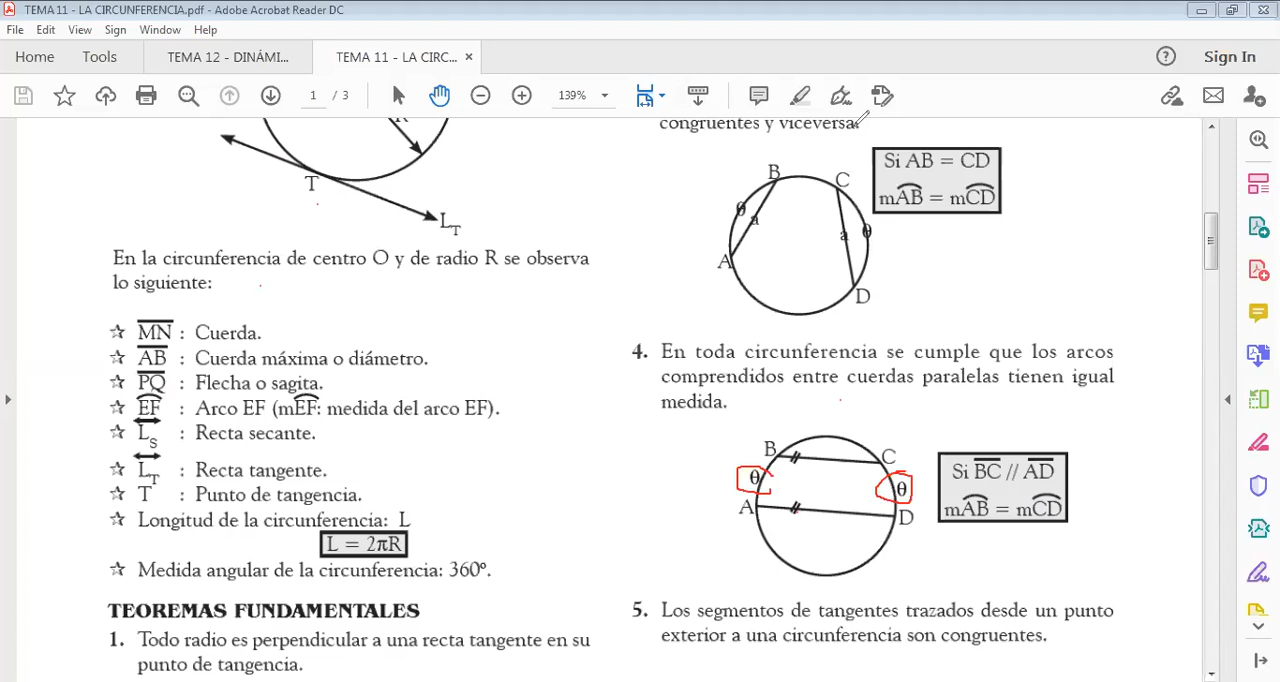 TEMA 11 - LA CIRCUNFERENCIA.pdf - Adobe Acrobat Reader DC
File Edit View Sign Window Help
Home Tools TEMA 12 - DINÁMI... TEMA 11 - LA CIRC... × Sign In
1 / 3 139%
R
T
L_T
En la circunferencia de centro O y de radio R se observa
lo siguiente:
☆ MN : Cuerda.
☆ AB : Cuerda máxima o diámetro.
☆ PQ : Flecha o sagita.
☆ EF : Arco EF (mEF: medida del arco EF).
☆ L_S : Recta secante.
☆ L_T : Recta tangente.
☆ T : Punto de tangencia.
☆ Longitud de la circunferencia: L
L = 2πR
☆ Medida angular de la circunferencia: 360º.
TEOREMAS FUNDAMENTALES
1. Todo radio es perpendicular a una recta tangente en su
punto de tangencia.
congruentes y viceversa.
Si AB = CD
mAB = mCD
B C
θ a a θ
A
D
4. En toda circunferencia se cumple que los arcos
comprendidos entre cuerdas paralelas tienen igual
medida.
B C
θ θ
A D
Si BC // AD
mAB = mCD
5. Los segmentos de tangentes trazados desde un punto
exterior a una circunferencia son congruentes.